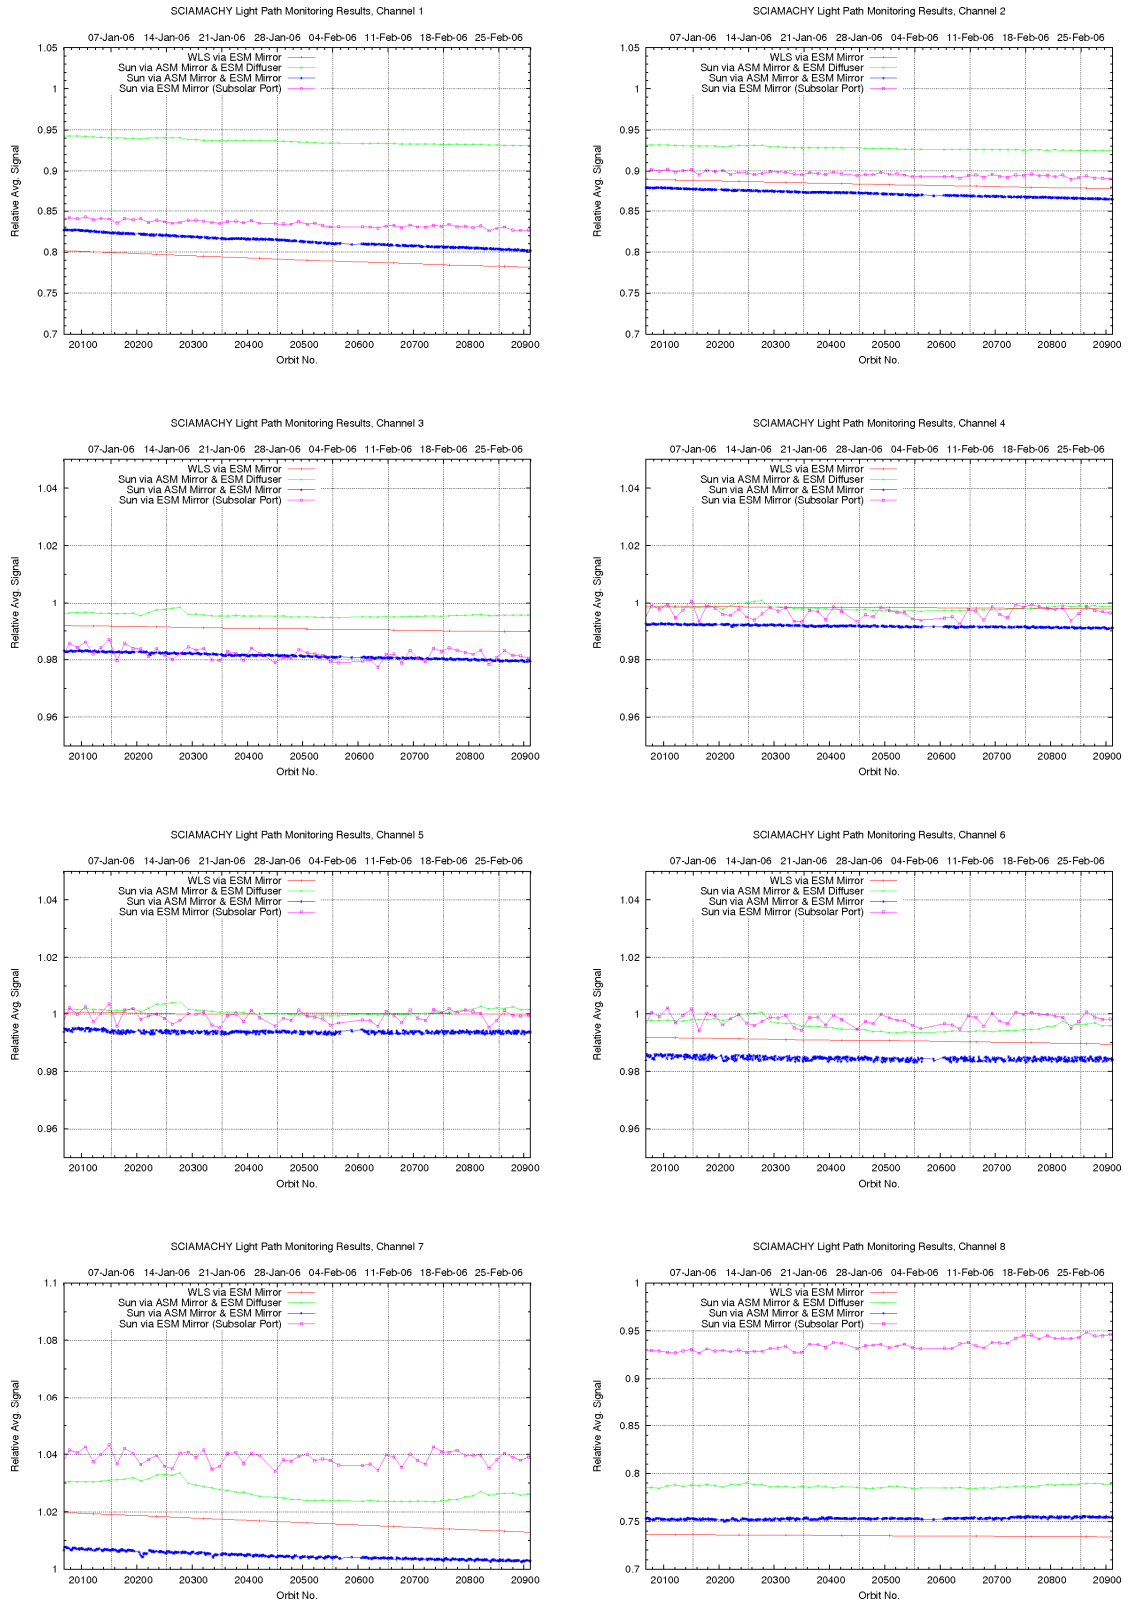 SCIAMACHY Light Path Monitoring Results, Channel 1
07-Jan-06 14-Jan-06 21-Jan-06 28-Jan-06 04-Feb-06 11-Feb-06 18-Feb-06 25-Feb-06
WLS via ESM Mirror
Sun via ASM Mirror & ESM Diffuser
Sun via ASM Mirror & ESM Mirror
Sun via ESM Mirror (Subsolar Port)
Relative Avg. Signal
1.05
1
0.95
0.9
0.85
0.8
0.75
0.7
20100 20200 20300 20400 20500 20600 20700 20800 20900
Orbit No.
SCIAMACHY Light Path Monitoring Results, Channel 2
07-Jan-06 14-Jan-06 21-Jan-06 28-Jan-06 04-Feb-06 11-Feb-06 18-Feb-06 25-Feb-06
WLS via ESM Mirror
Sun via ASM Mirror & ESM Diffuser
Sun via ASM Mirror & ESM Mirror
Sun via ESM Mirror (Subsolar Port)
Relative Avg. Signal
1.05
1
0.95
0.9
0.85
0.8
0.75
0.7
20100 20200 20300 20400 20500 20600 20700 20800 20900
Orbit No.
SCIAMACHY Light Path Monitoring Results, Channel 3
07-Jan-06 14-Jan-06 21-Jan-06 28-Jan-06 04-Feb-06 11-Feb-06 18-Feb-06 25-Feb-06
WLS via ESM Mirror
Sun via ASM Mirror & ESM Diffuser
Sun via ASM Mirror & ESM Mirror
Sun via ESM Mirror (Subsolar Port)
Relative Avg. Signal
1.04
1.02
1
0.98
0.96
20100 20200 20300 20400 20500 20600 20700 20800 20900
Orbit No.
SCIAMACHY Light Path Monitoring Results, Channel 4
07-Jan-06 14-Jan-06 21-Jan-06 28-Jan-06 04-Feb-06 11-Feb-06 18-Feb-06 25-Feb-06
WLS via ESM Mirror
Sun via ASM Mirror & ESM Diffuser
Sun via ASM Mirror & ESM Mirror
Sun via ESM Mirror (Subsolar Port)
Relative Avg. Signal
1.04
1.02
1
0.98
0.96
20100 20200 20300 20400 20500 20600 20700 20800 20900
Orbit No.
SCIAMACHY Light Path Monitoring Results, Channel 5
07-Jan-06 14-Jan-06 21-Jan-06 28-Jan-06 04-Feb-06 11-Feb-06 18-Feb-06 25-Feb-06
WLS via ESM Mirror
Sun via ASM Mirror & ESM Diffuser
Sun via ASM Mirror & ESM Mirror
Sun via ESM Mirror (Subsolar Port)
Relative Avg. Signal
1.04
1.02
1
0.98
0.96
20100 20200 20300 20400 20500 20600 20700 20800 20900
Orbit No.
SCIAMACHY Light Path Monitoring Results, Channel 6
07-Jan-06 14-Jan-06 21-Jan-06 28-Jan-06 04-Feb-06 11-Feb-06 18-Feb-06 25-Feb-06
WLS via ESM Mirror
Sun via ASM Mirror & ESM Diffuser
Sun via ASM Mirror & ESM Mirror
Sun via ESM Mirror (Subsolar Port)
Relative Avg. Signal
1.04
1.02
1
0.98
0.96
20100 20200 20300 20400 20500 20600 20700 20800 20900
Orbit No.
SCIAMACHY Light Path Monitoring Results, Channel 7
07-Jan-06 14-Jan-06 21-Jan-06 28-Jan-06 04-Feb-06 11-Feb-06 18-Feb-06 25-Feb-06
WLS via ESM Mirror
Sun via ASM Mirror & ESM Diffuser
Sun via ASM Mirror & ESM Mirror
Sun via ESM Mirror (Subsolar Port)
Relative Avg. Signal
1.1
1.08
1.06
1.04
1.02
1
20100 20200 20300 20400 20500 20600 20700 20800 20900
Orbit No.
SCIAMACHY Light Path Monitoring Results, Channel 8
07-Jan-06 14-Jan-06 21-Jan-06 28-Jan-06 04-Feb-06 11-Feb-06 18-Feb-06 25-Feb-06
WLS via ESM Mirror
Sun via ASM Mirror & ESM Diffuser
Sun via ASM Mirror & ESM Mirror
Sun via ESM Mirror (Subsolar Port)
Relative Avg. Signal
1
0.95
0.9
0.85
0.8
0.75
0.7
20100 20200 20300 20400 20500 20600 20700 20800 20900
Orbit No.